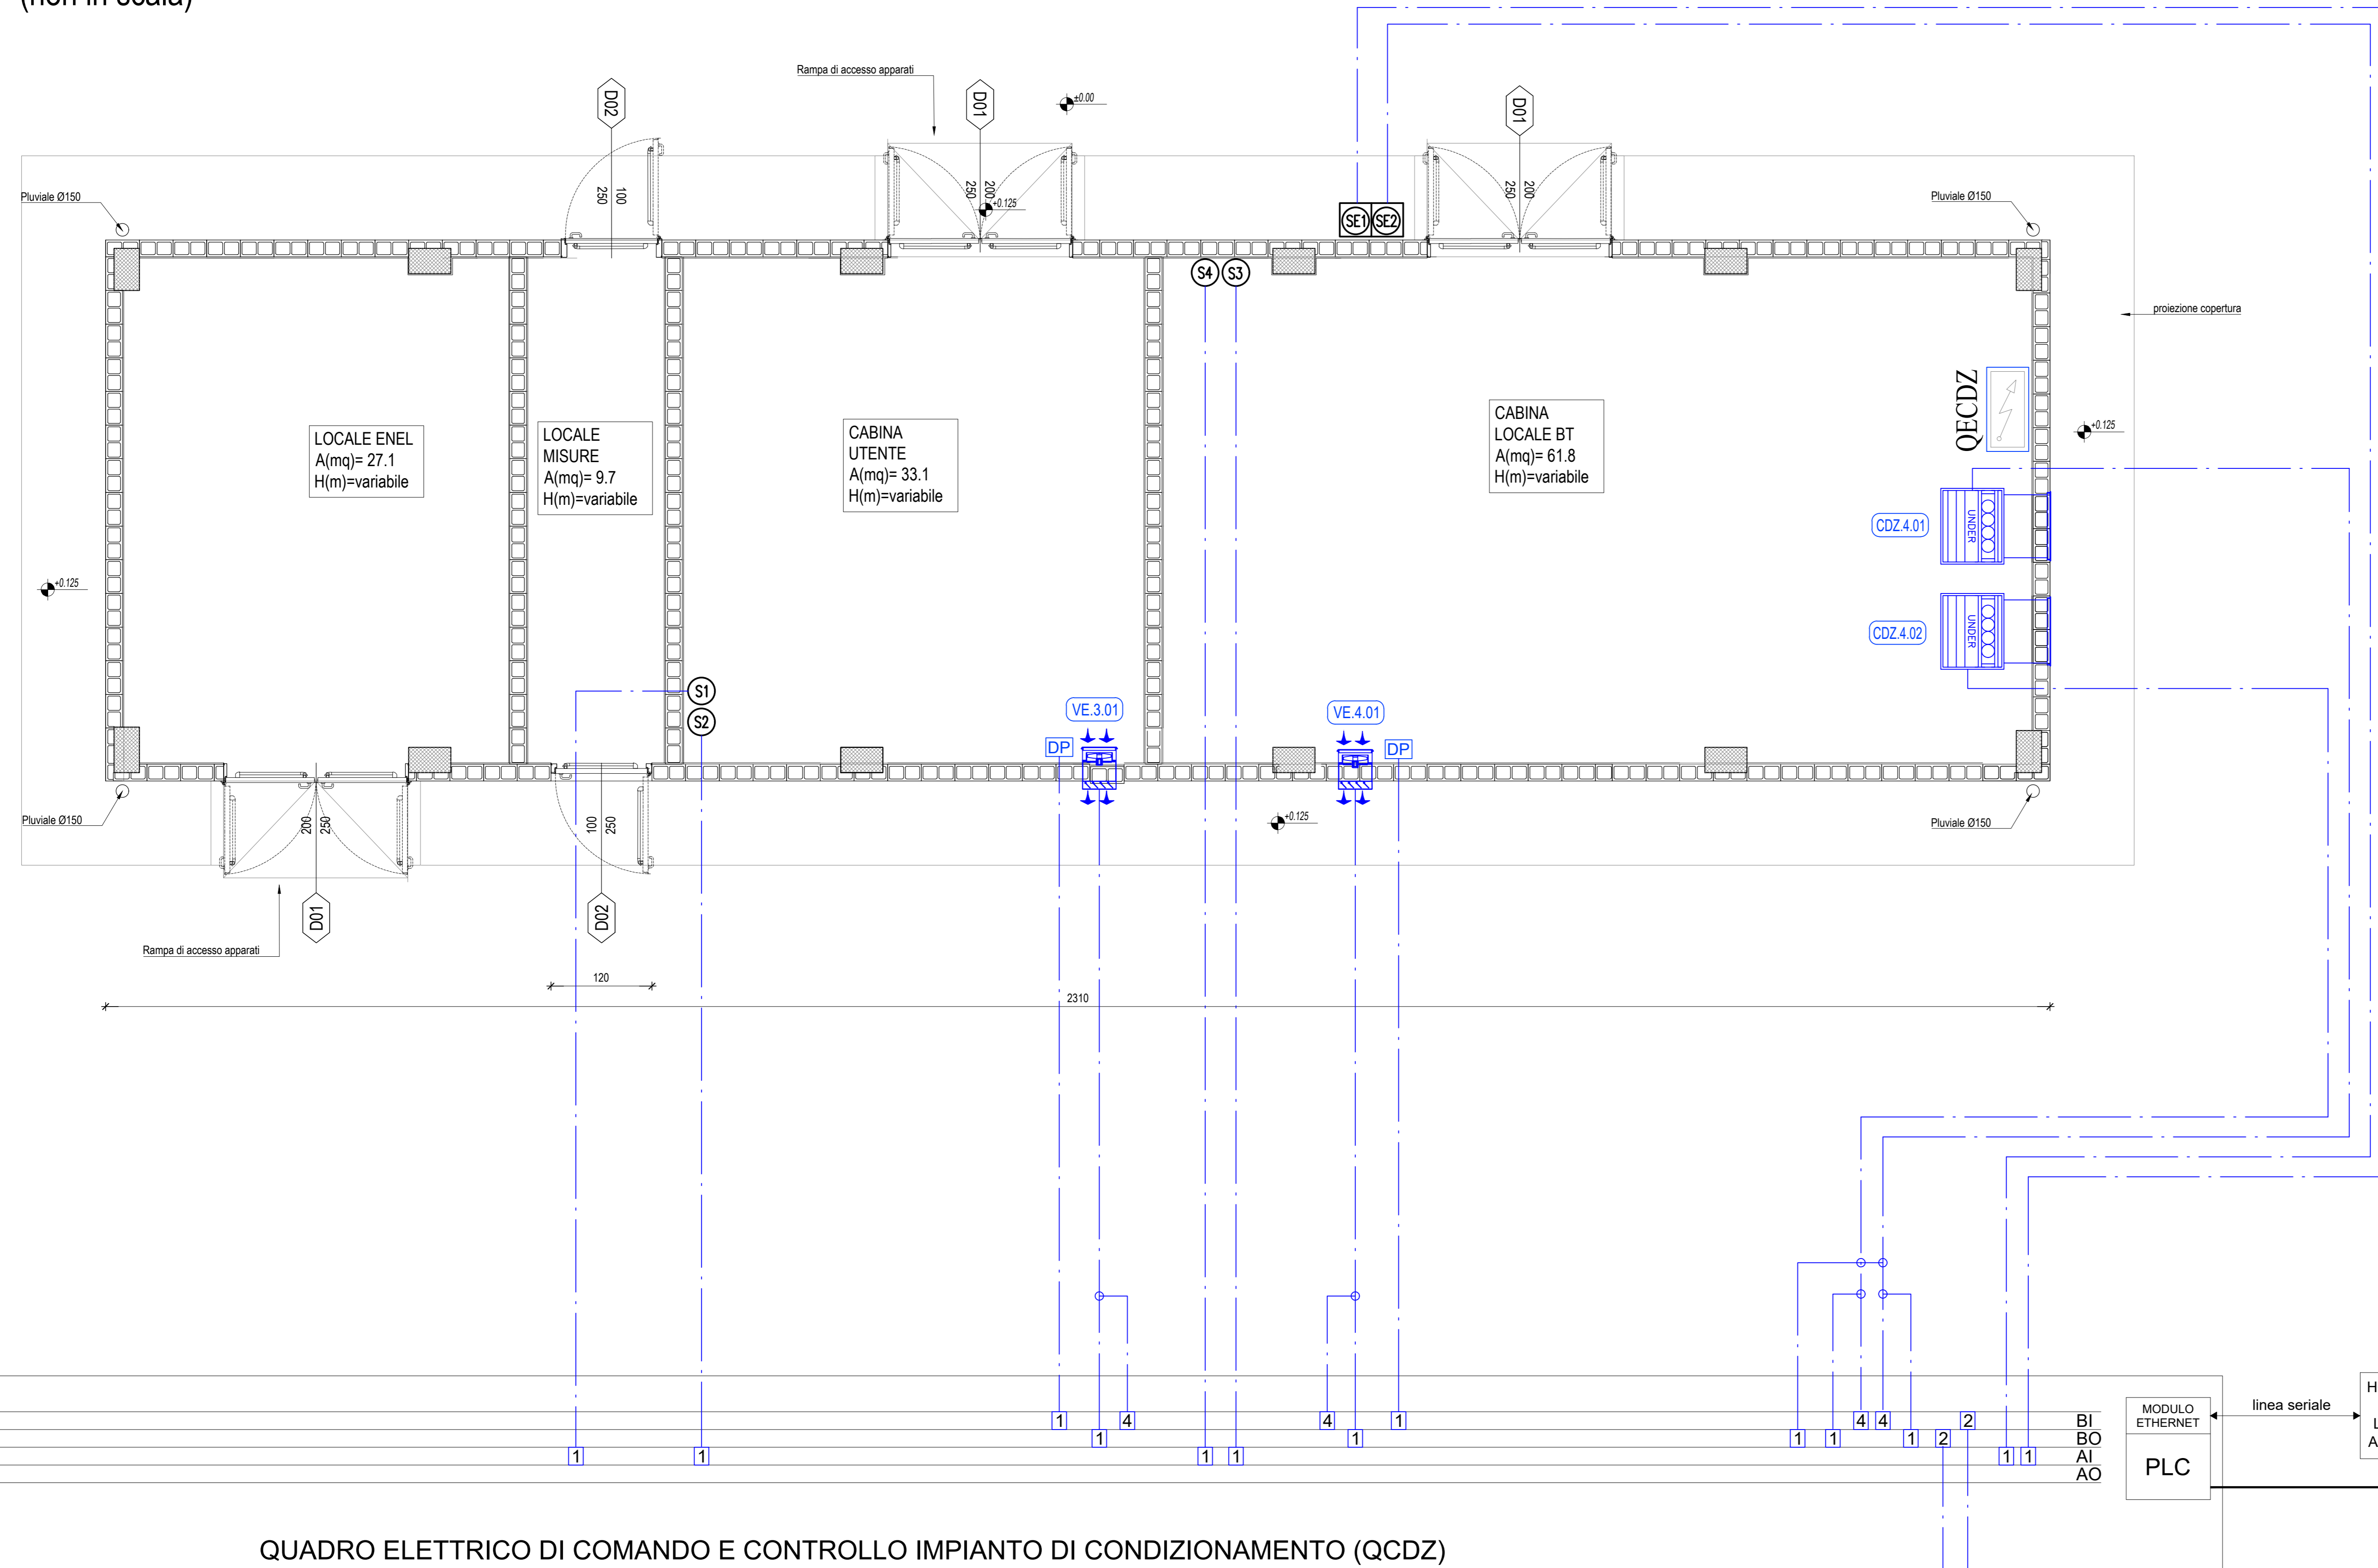 (non in scala)
Rampa di accesso apparati
D02
D01
±0.00
D01
Pluviale Ø150
100
250
200
250
+0.125
200
250
SE1
SE2
Pluviale Ø150
S4
S3
proiezione copertura
QECDZ
+0.125
LOCALE ENEL
A(mq)= 27.1
H(m)=variabile
LOCALE
MISURE
A(mq)= 9.7
H(m)=variabile
CABINA
UTENTE
A(mq)= 33.1
H(m)=variabile
CABINA
LOCALE BT
A(mq)= 61.8
H(m)=variabile
CDZ.4.01
UNDER
+0.125
CDZ.4.02
UNDER
S1
S2
VE.3.01
DP
VE.4.01
DP
Pluviale Ø150
200
250
100
250
+0.125
Pluviale Ø150
D01
D02
Rampa di accesso apparati
120
2310
1
4
4
1
4
4
2
BI
1
1
1
1
1
2
BO
1
1
1
1
1
1
AI
AO
MODULO
ETHERNET
PLC
linea seriale
H
L
A
QUADRO ELETTRICO DI COMANDO E CONTROLLO IMPIANTO DI CONDIZIONAMENTO (QCDZ)